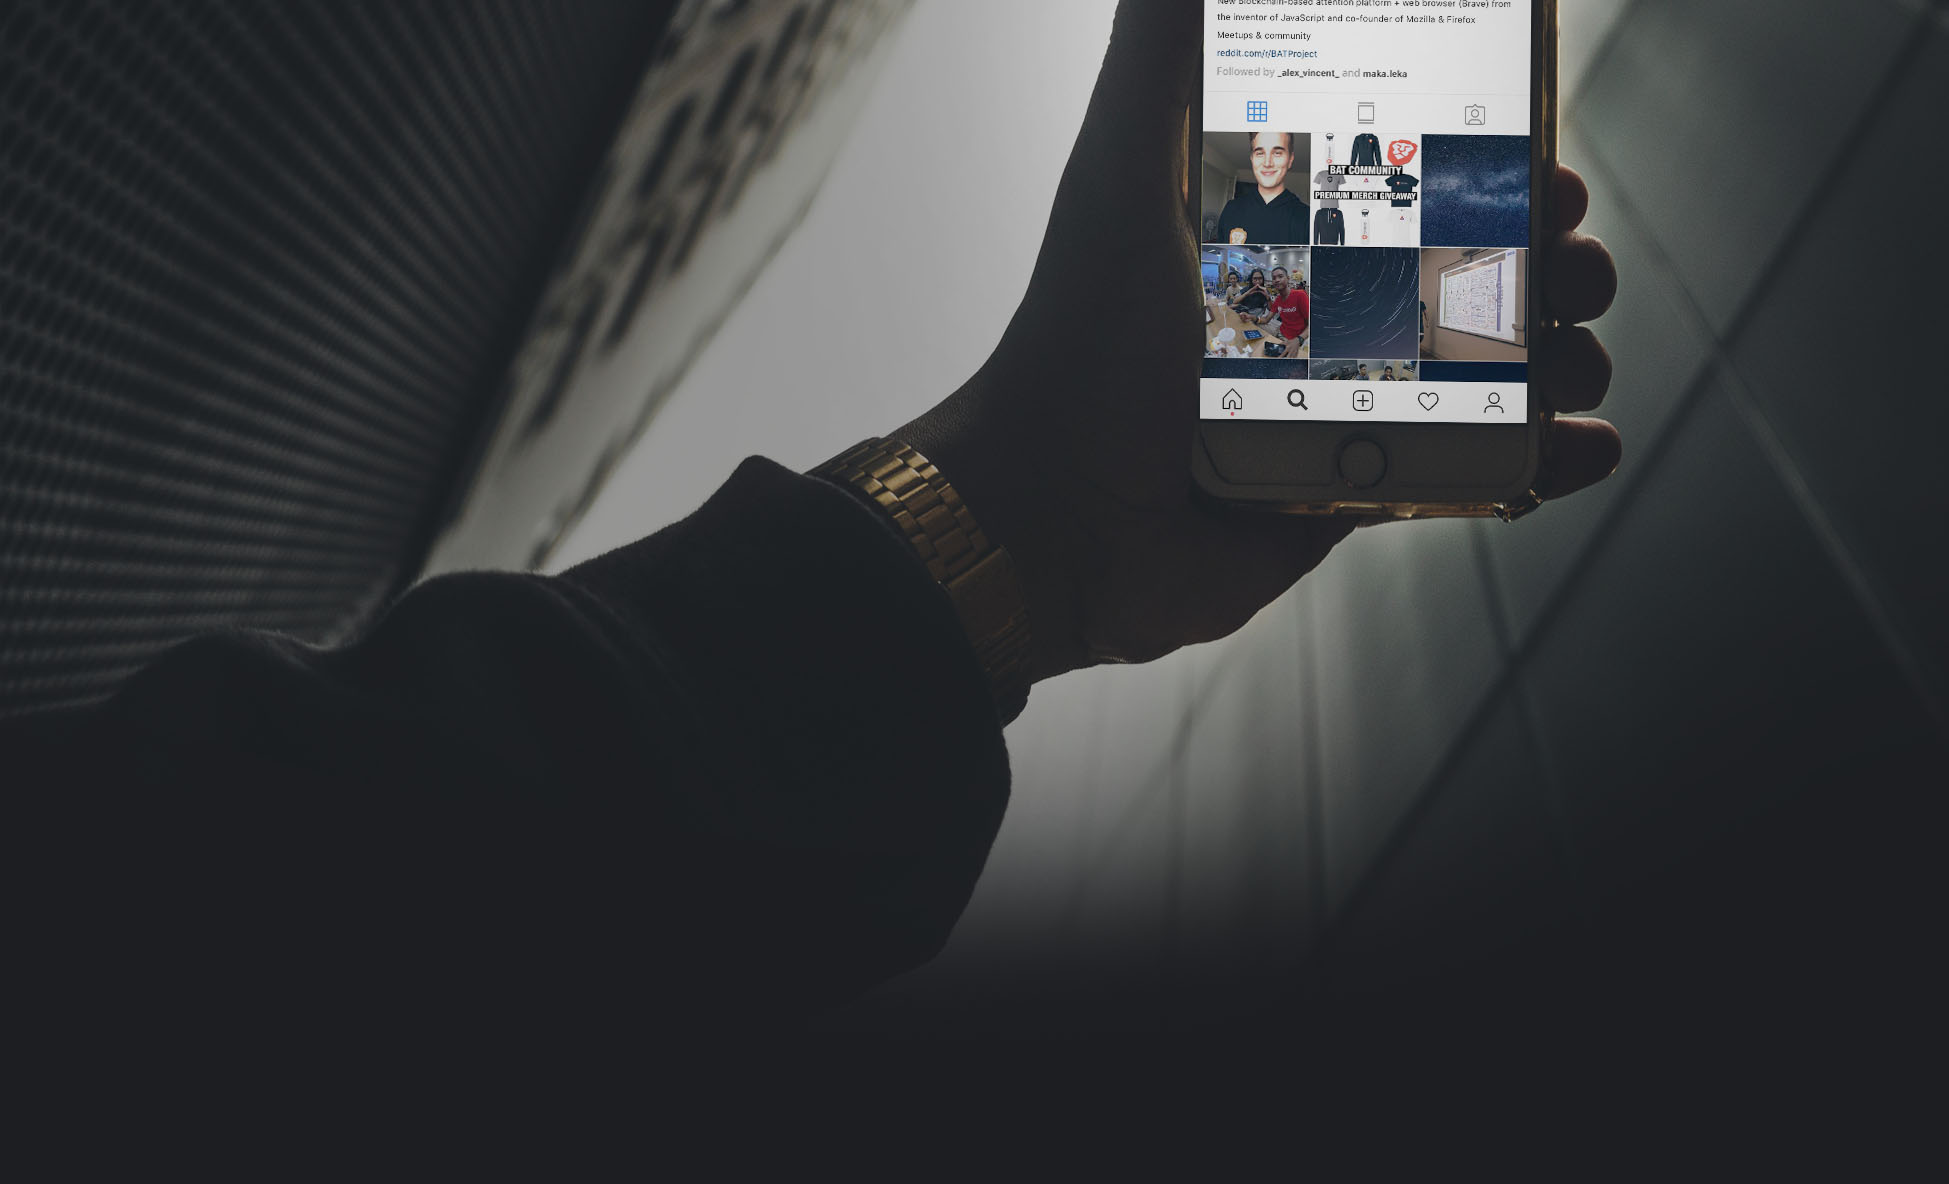 New Blockchain-based attention platform + web browser (Brave) from
the inventor of JavaScript and co-founder of Mozilla & Firefox
Meetups & community
reddit.com/r/BATProject
Followed by _alex_vincent_ and maka.leka
BAT COMMUNITY
PREMIUM MERCH GIVEAWAY